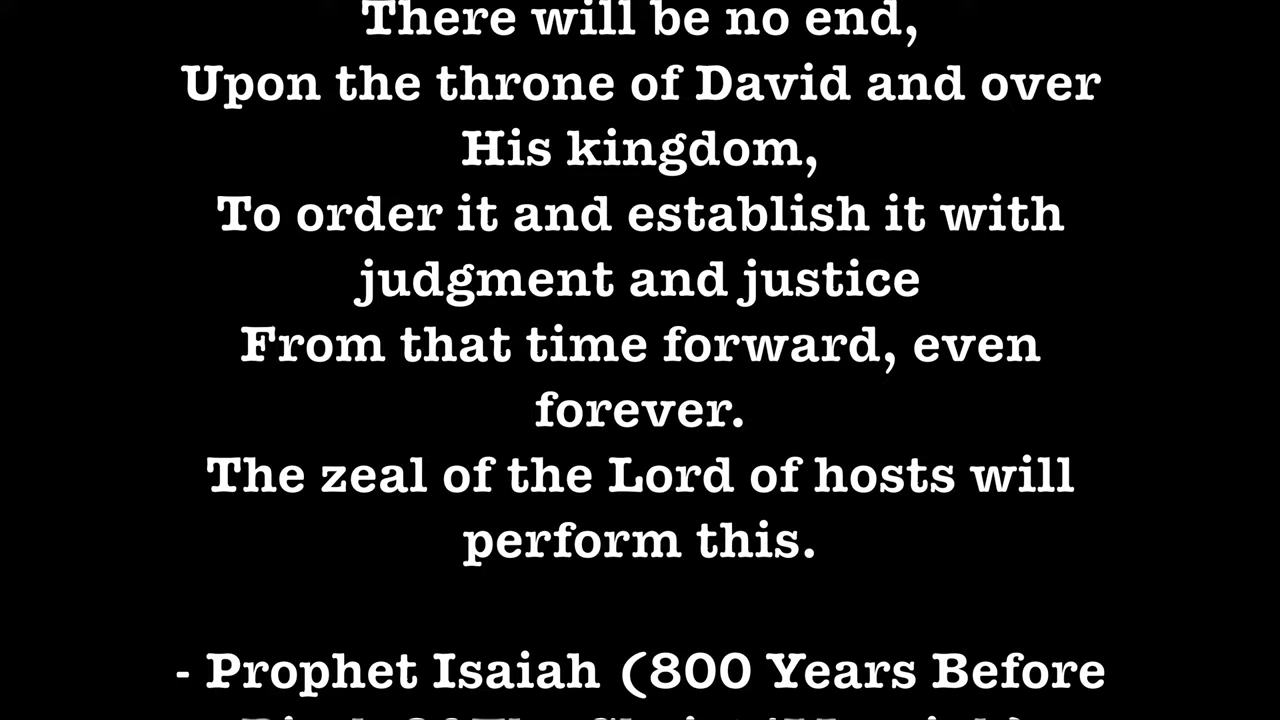 There will be no end,
Upon the throne of David and over
His kingdom,
To order it and establish it with
judgment and justice
From that time forward, even
forever.
The zeal of the Lord of hosts will
perform this.
- Prophet Isaiah (800 Years Before